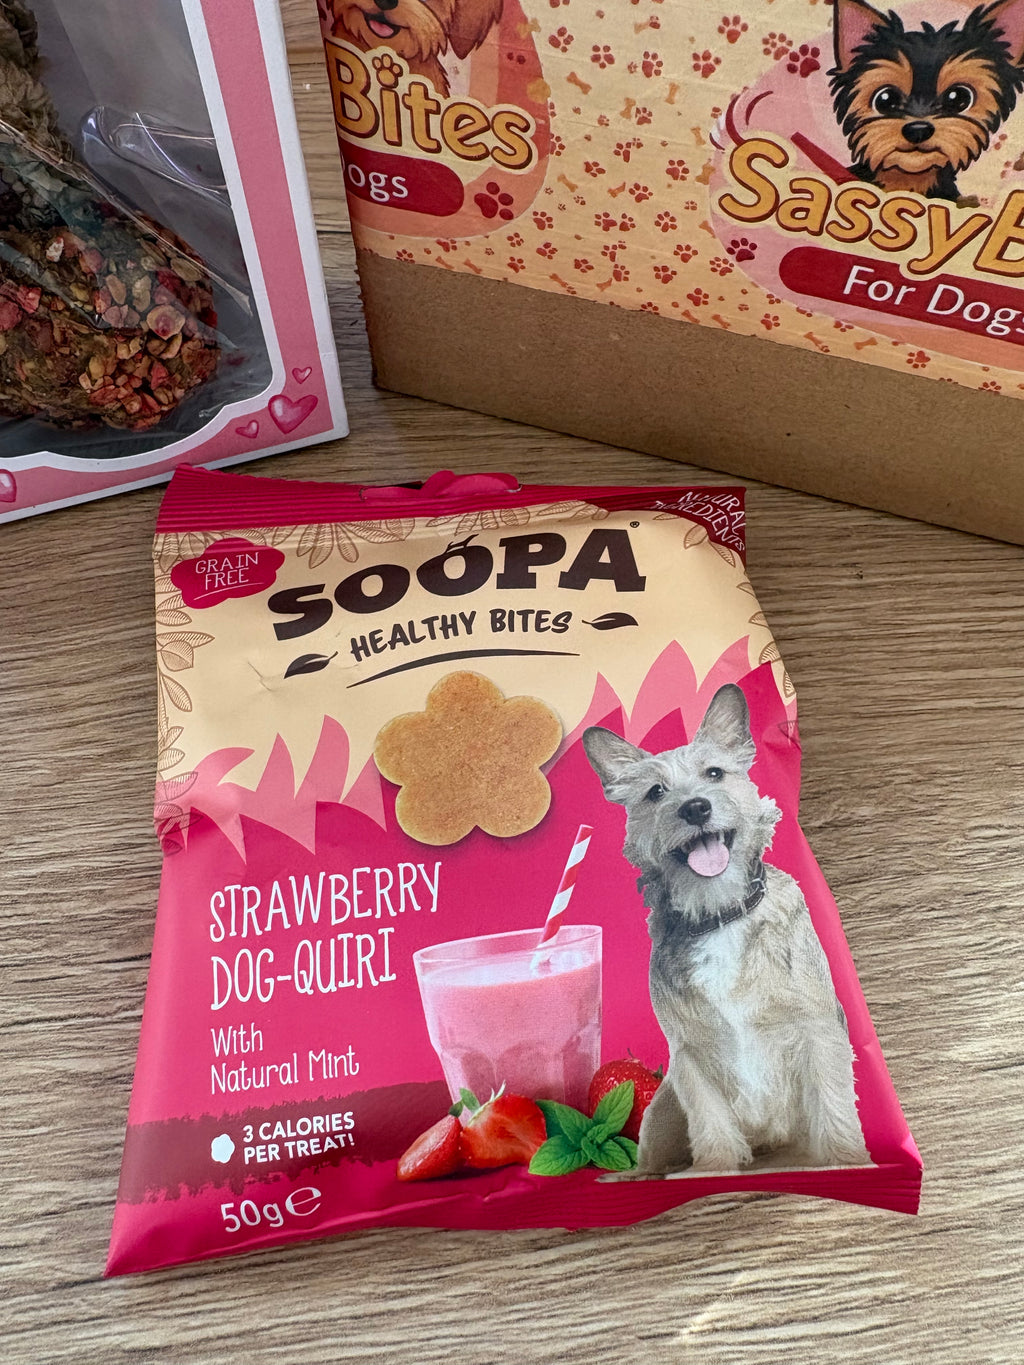 Bites
ogs
SassyB
For Dogs
NATURAL
INGREDIENTS
GRAIN
FREE
SOOPA®
HEALTHY BITES
STRAWBERRY
DOG-QUIRI
With
Natural Mint
3 CALORIES
PER TREAT!
50g℮